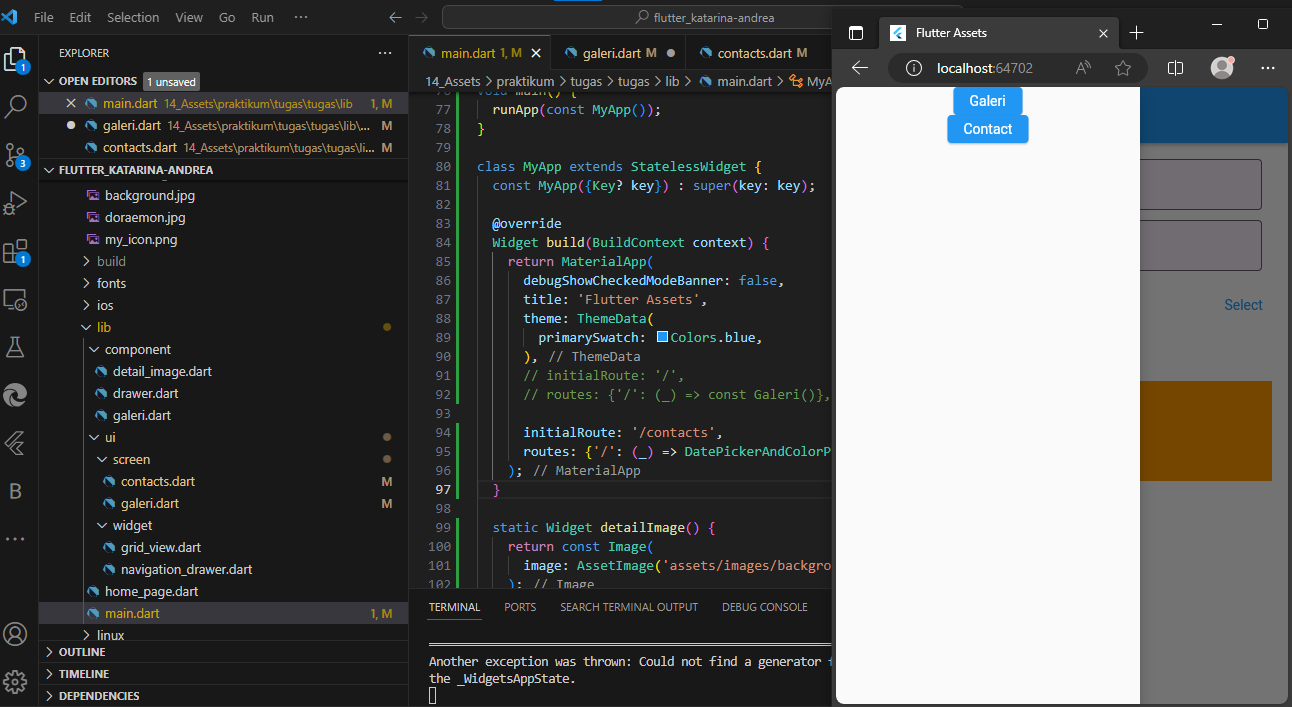 File Edit Selection View Go Run ···
flutter_katarina-andrea
EXPLORER
OPEN EDITORS 1 unsaved
main.dart 14_Assets\praktikum\tugas\tugas\lib 1, M
galeri.dart 14_Assets\praktikum\tugas\tugas\lib\... M
contacts.dart 14_Assets\praktikum\tugas\tugas\li... M
FLUTTER_KATARINA-ANDREA
background.jpg
doraemon.jpg
my_icon.png
build
fonts
ios
lib
component
detail_image.dart
drawer.dart
galeri.dart
ui
screen
contacts.dart M
galeri.dart M
widget
grid_view.dart
navigation_drawer.dart
home_page.dart
main.dart 1, M
linux
OUTLINE
TIMELINE
DEPENDENCIES
1
3
1
B
main.dart 1, M
galeri.dart M
contacts.dart M
14_Assets > praktikum > tugas > tugas > lib > main.dart > MyA
76 void main() {
77 runApp(const MyApp());
78 }
79
80 class MyApp extends StatelessWidget {
81 const MyApp({Key? key}) : super(key: key);
82
83 @override
84 Widget build(BuildContext context) {
85 return MaterialApp(
86 debugShowCheckedModeBanner: false,
87 title: 'Flutter Assets',
88 theme: ThemeData(
89 primarySwatch: Colors.blue,
90 ), // ThemeData
91 // initialRoute: '/',
92 // routes: {'/': (_) => const Galeri()},
93
94 initialRoute: '/contacts',
95 routes: {'/': (_) => DatePickerAndColorP
96 ); // MaterialApp
97 }
98
99 static Widget detailImage() {
100 return const Image(
101 image: AssetImage('assets/images/backgro
102 ); // Image
TERMINAL PORTS SEARCH TERMINAL OUTPUT DEBUG CONSOLE
Another exception was thrown: Could not find a generator f
the _WidgetsAppState.
Flutter Assets
localhost:64702
Galeri
Contact
Select